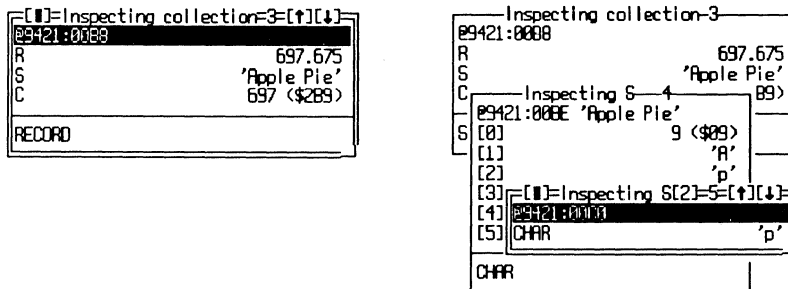 [■]=Inspecting collection=3=[↑][↓]
@9421:00B8
R 697.675
S 'Apple Pie'
C 697 ($2B9)
RECORD
Inspecting collection-3
@9421:00B8
R 697.675
S 'Apple Pie'
C B9)
Inspecting S 4
@9421:00BE 'Apple Pie'
S
[0] 9 ($09)
[1] 'A'
[2] 'p'
[3]
[■]=Inspecting S[2]=5=[↑][↓]
[4]
[5]
CHAR 'p'
CHAR